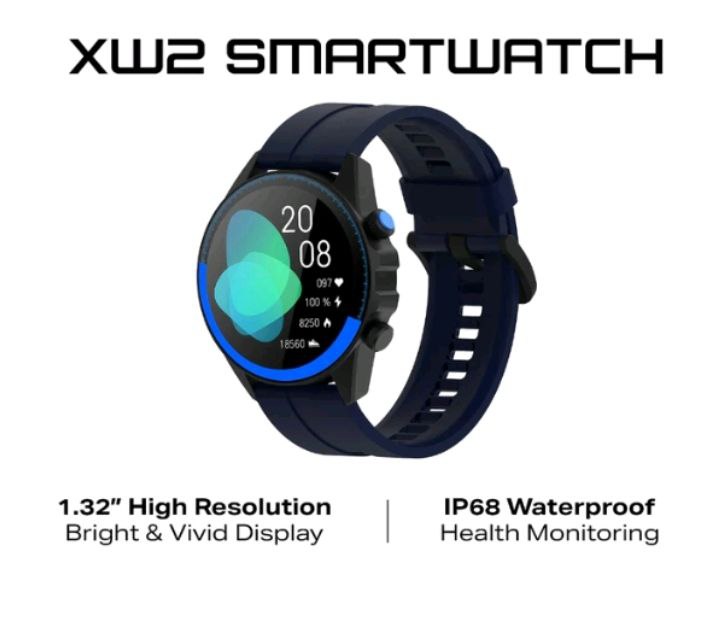 XW2 SMARTWATCH
20
08
097
100 %
8250
18560
1.32” High Resolution
Bright & Vivid Display
IP68 Waterproof
Health Monitoring